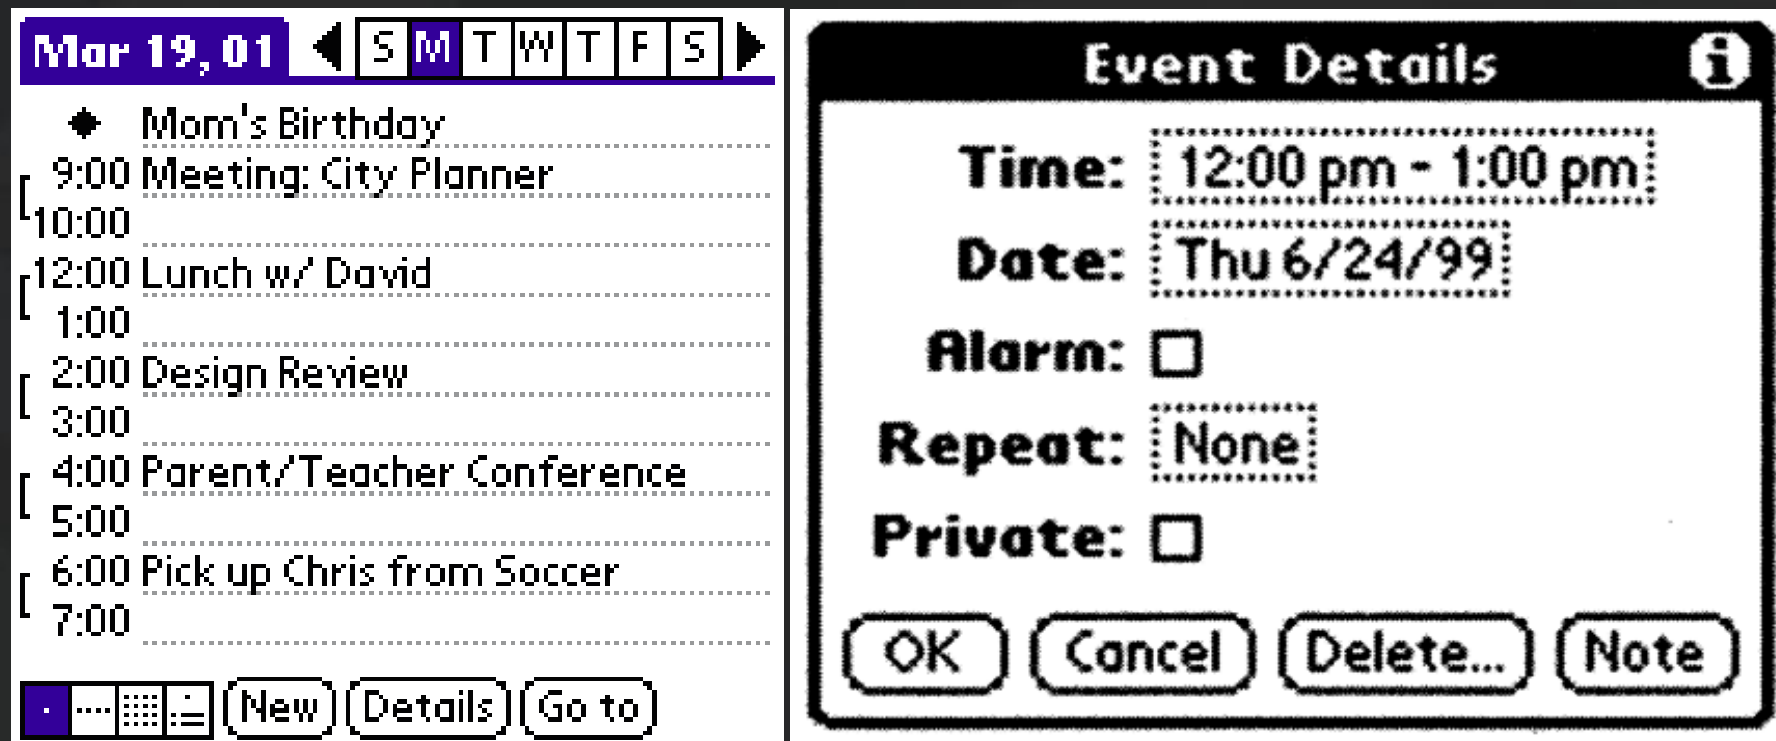 Mar 19, 01 S M T W T F S
Mom's Birthday
9:00 Meeting: City Planner
10:00
12:00 Lunch w/ David
1:00
2:00 Design Review
3:00
4:00 Parent/Teacher Conference
5:00
6:00 Pick up Chris from Soccer
7:00
New Details Go to
Event Details i
Time: 12:00 pm - 1:00 pm
Date: Thu 6/24/99
Alarm:
Repeat: None
Private:
OK Cancel Delete... Note